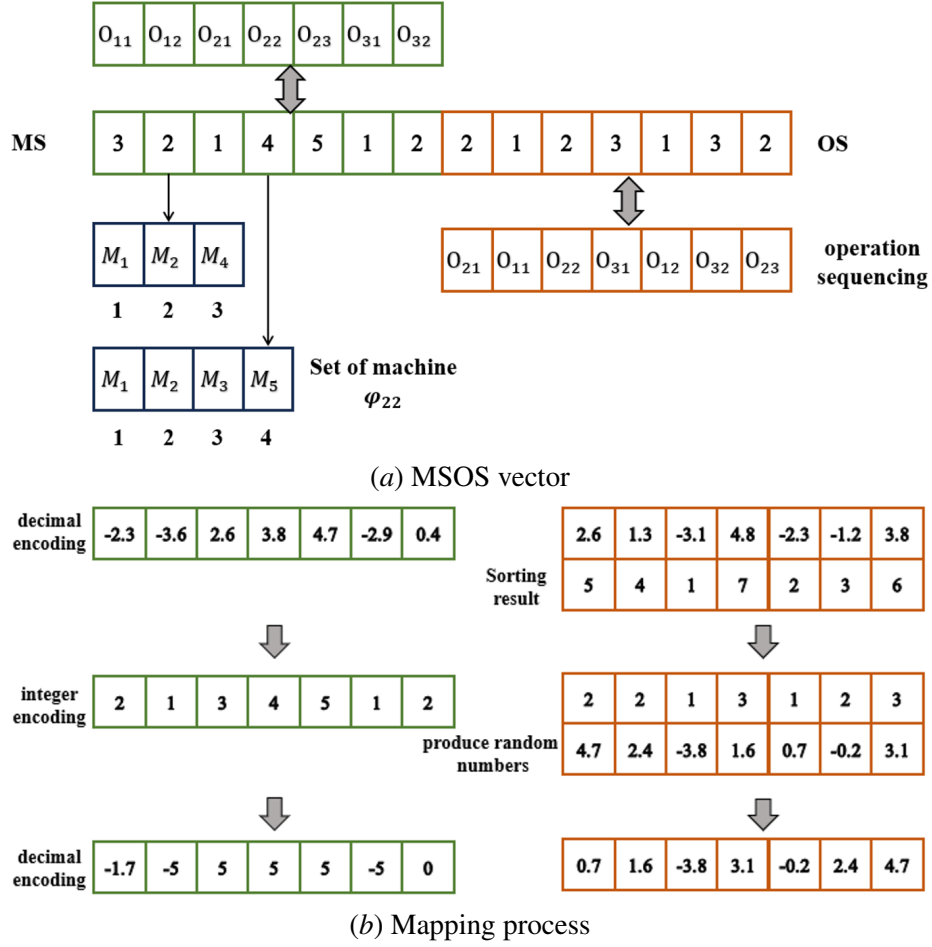 O₁₁ O₁₂ O₂₁ O₂₂ O₂₃ O₃₁ O₃₂
MS 3 2 1 4 5 1 2 2 1 2 3 1 3 2 OS
M₁ M₂ M₄
1 2 3
O₂₁ O₁₁ O₂₂ O₃₁ O₁₂ O₃₂ O₂₃
operation
sequencing
M₁ M₂ M₃ M₅
1 2 3 4
Set of machine
φ₂₂
(a) MSOS vector
decimal
encoding
-2.3 -3.6 2.6 3.8 4.7 -2.9 0.4
2.6 1.3 -3.1 4.8 -2.3 -1.2 3.8
Sorting
result
5 4 1 7 2 3 6
integer
encoding
2 1 3 4 5 1 2
2 2 1 3 1 2 3
produce random
numbers
4.7 2.4 -3.8 1.6 0.7 -0.2 3.1
decimal
encoding
-1.7 -5 5 5 5 -5 0
0.7 1.6 -3.8 3.1 -0.2 2.4 4.7
(b) Mapping process